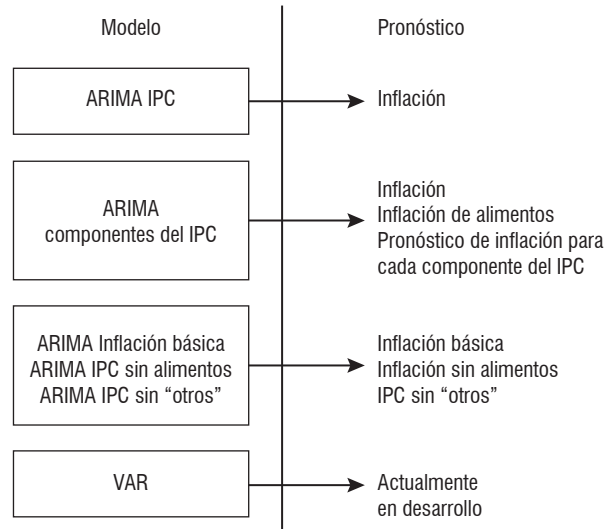 Modelo
Pronóstico
ARIMA IPC
Inflación
ARIMA
componentes del IPC
Inflación
Inflación de alimentos
Pronóstico de inflación para
cada componente del IPC
ARIMA Inflación básica
ARIMA IPC sin alimentos
ARIMA IPC sin “otros”
Inflación básica
Inflación sin alimentos
IPC sin “otros”
VAR
Actualmente
en desarrollo